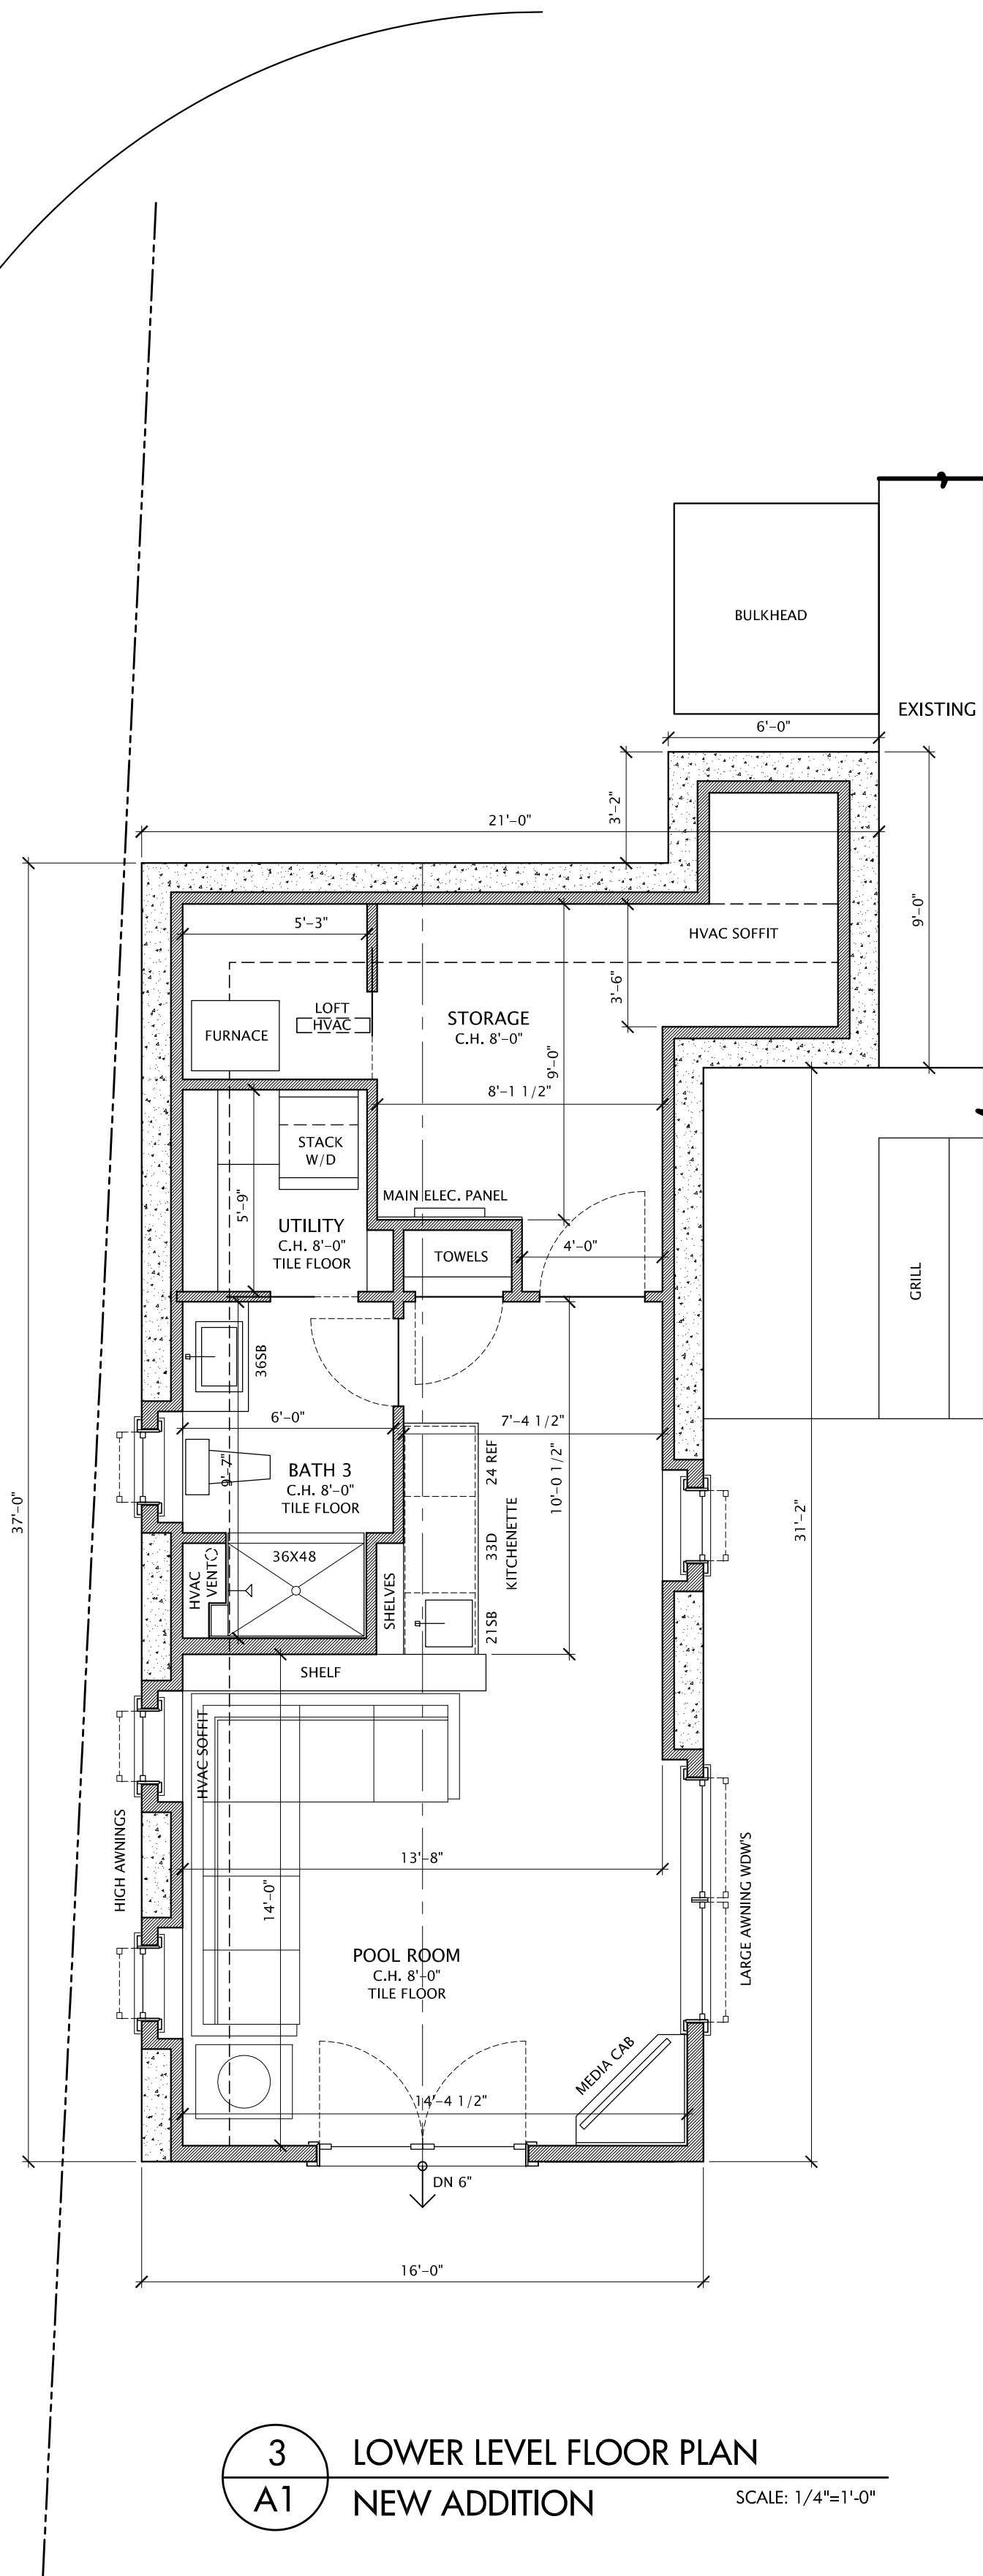 BULKHEAD
EXISTING
6'-0"
3'-2"
21'-0"
9'-0"
5'-3"
HVAC SOFFIT
3'-6"
LOFT
HVAC
FURNACE
STORAGE
C.H. 8'-0"
9'-0"
8'-1 1/2"
STACK
W/D
MAIN ELEC. PANEL
5'-9"
UTILITY
C.H. 8'-0"
TILE FLOOR
TOWELS
4'-0"
GRILL
36SB
6'-0"
7'-4 1/2"
9'-7"
BATH 3
C.H. 8'-0"
TILE FLOOR
24 REF
10'-0 1/2"
37'-0"
31'-2"
33D
KITCHENETTE
36X48
HVAC
VENT
SHELVES
21SB
SHELF
HVAC SOFFIT
HIGH AWNINGS
13'-8"
14'-0"
LARGE AWNING WDW'S
POOL ROOM
C.H. 8'-0"
TILE FLOOR
MEDIA CAB
14'-4 1/2"
DN 6"
16'-0"
3
A1
LOWER LEVEL FLOOR PLAN
NEW ADDITION
SCALE: 1/4"=1'-0"